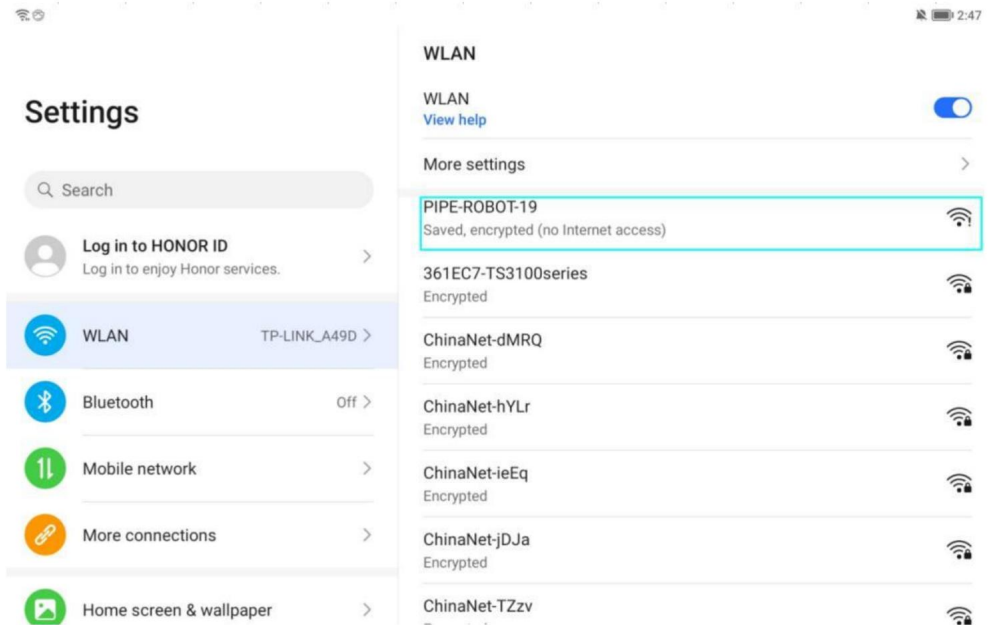 2:47
Settings
Search
Log in to HONOR ID
Log in to enjoy Honor services.
WLAN TP-LINK_A49D
Bluetooth Off
Mobile network
More connections
Home screen & wallpaper
WLAN
WLAN
View help
More settings
PIPE-ROBOT-19
Saved, encrypted (no Internet access)
361EC7-TS3100series
Encrypted
ChinaNet-dMRQ
Encrypted
ChinaNet-hYLr
Encrypted
ChinaNet-ieEq
Encrypted
ChinaNet-jDJa
Encrypted
ChinaNet-TZzv